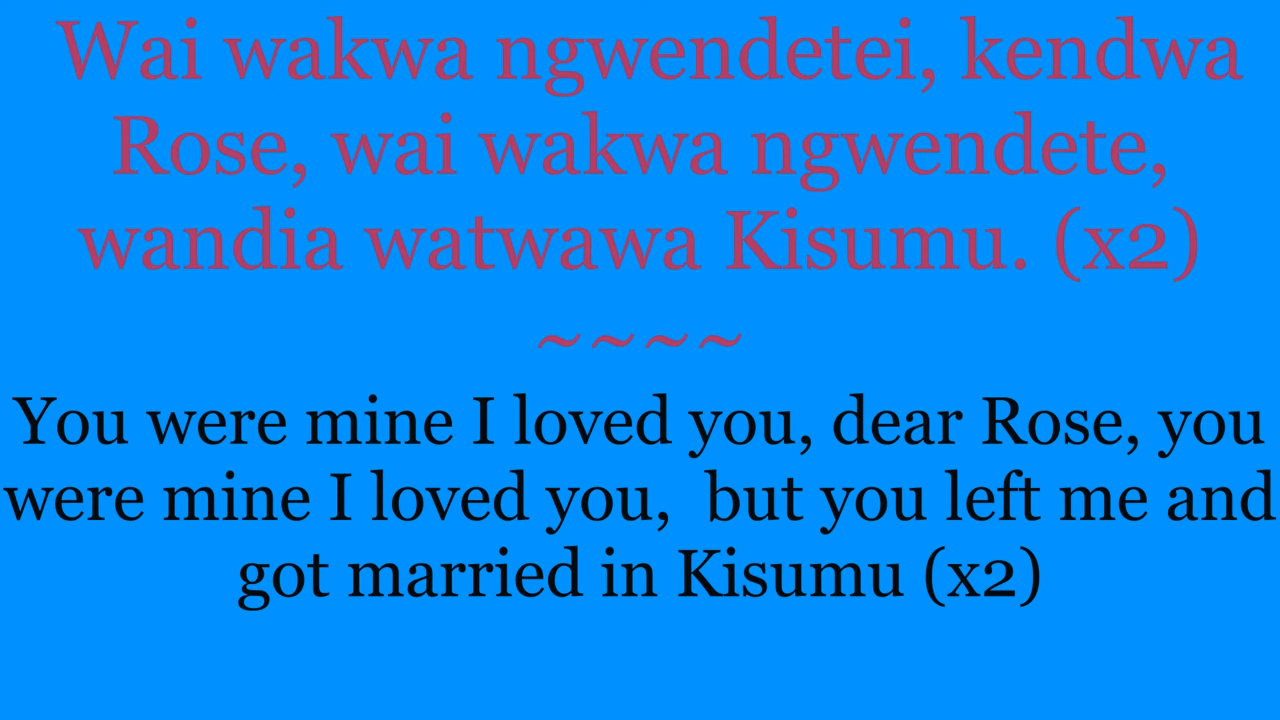 Wai wakwa ngwendetei, kendwa
Rose, wai wakwa ngwendete,
wandia watwawa Kisumu. (x2)
~~~~
You were mine I loved you, dear Rose, you
were mine I loved you,  but you left me and
got married in Kisumu (x2)